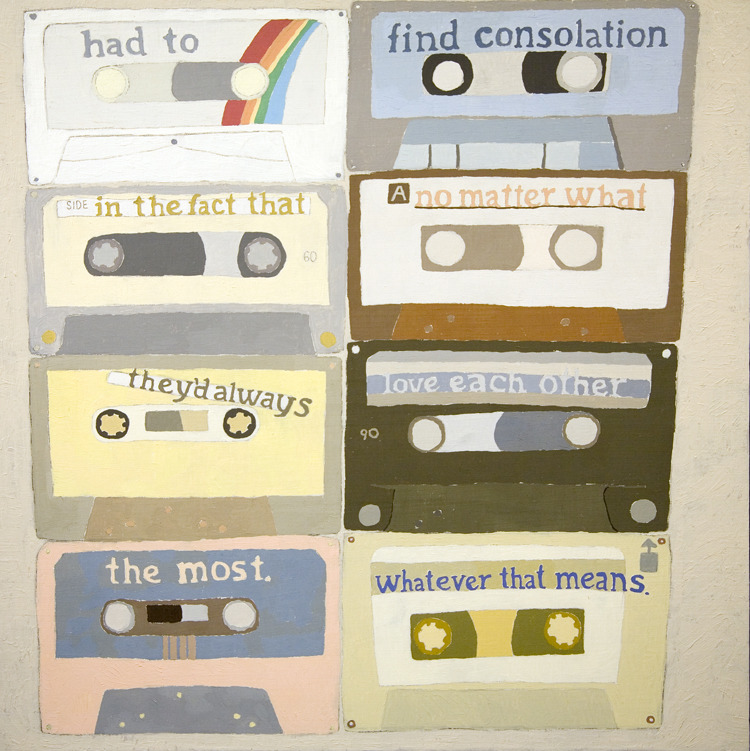 had to
find consolation
SIDE in the fact that
60
A no matter what
they'd always
love each other
90
the most.
whatever that means.